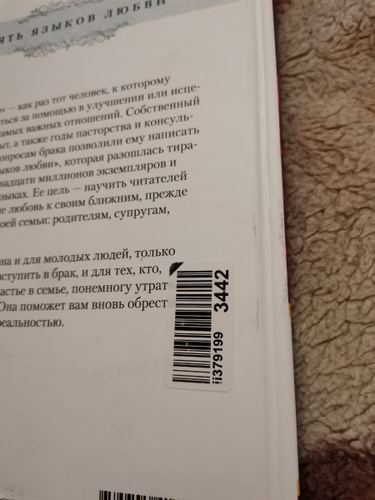 ЯТЬ ЯЗЫКОВ ЛЮБВИ
— как раз тот человек, к которому
ться за помощью в улучшении или исце-
амых важных отношений. Собственный
ыт, а также годы пасторства и консуль-
опросам брака позволили ему написать
ыков любви», которая разошлась тира-
надцати миллионов экземпляров и
зыках. Ее цель — научить читателей
е любовь к своим ближним, прежде
оей семьи: родителям, супругам,
на и для молодых людей, только
ступить в брак, и для тех, кто,
астье в семье, понемногу утрат
Она поможет вам вновь обрест
реальностью.
ii379199 3442